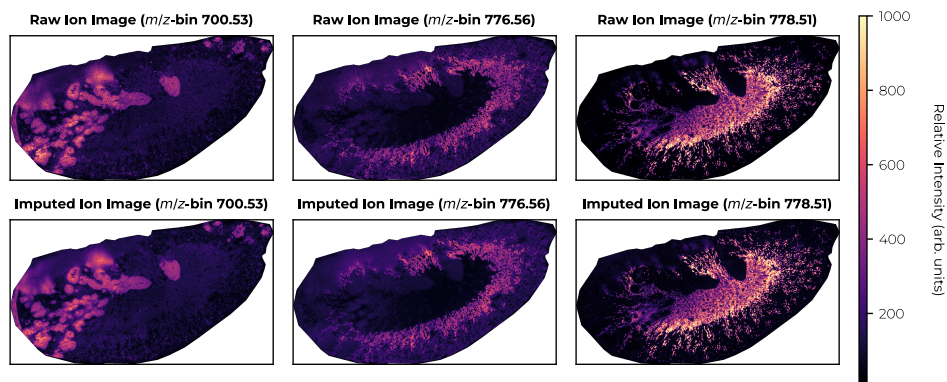 Raw Ion Image (m/z-bin 700.53)
Raw Ion Image (m/z-bin 776.56)
Raw Ion Image (m/z-bin 778.51)
Imputed Ion Image (m/z-bin 700.53)
Imputed Ion Image (m/z-bin 776.56)
Imputed Ion Image (m/z-bin 778.51)
1000
800
600
400
200
Relative Intensity (arb. units)